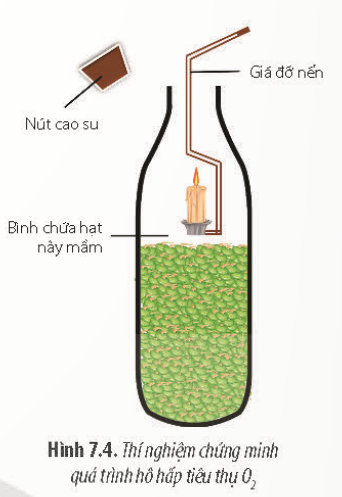 Giá đỡ nến
Nút cao su
Bình chứa hạt
này mầm
Hình 7.4. Thí nghiệm chứng minh
quá trình hô hấp tiêu thụ O₂